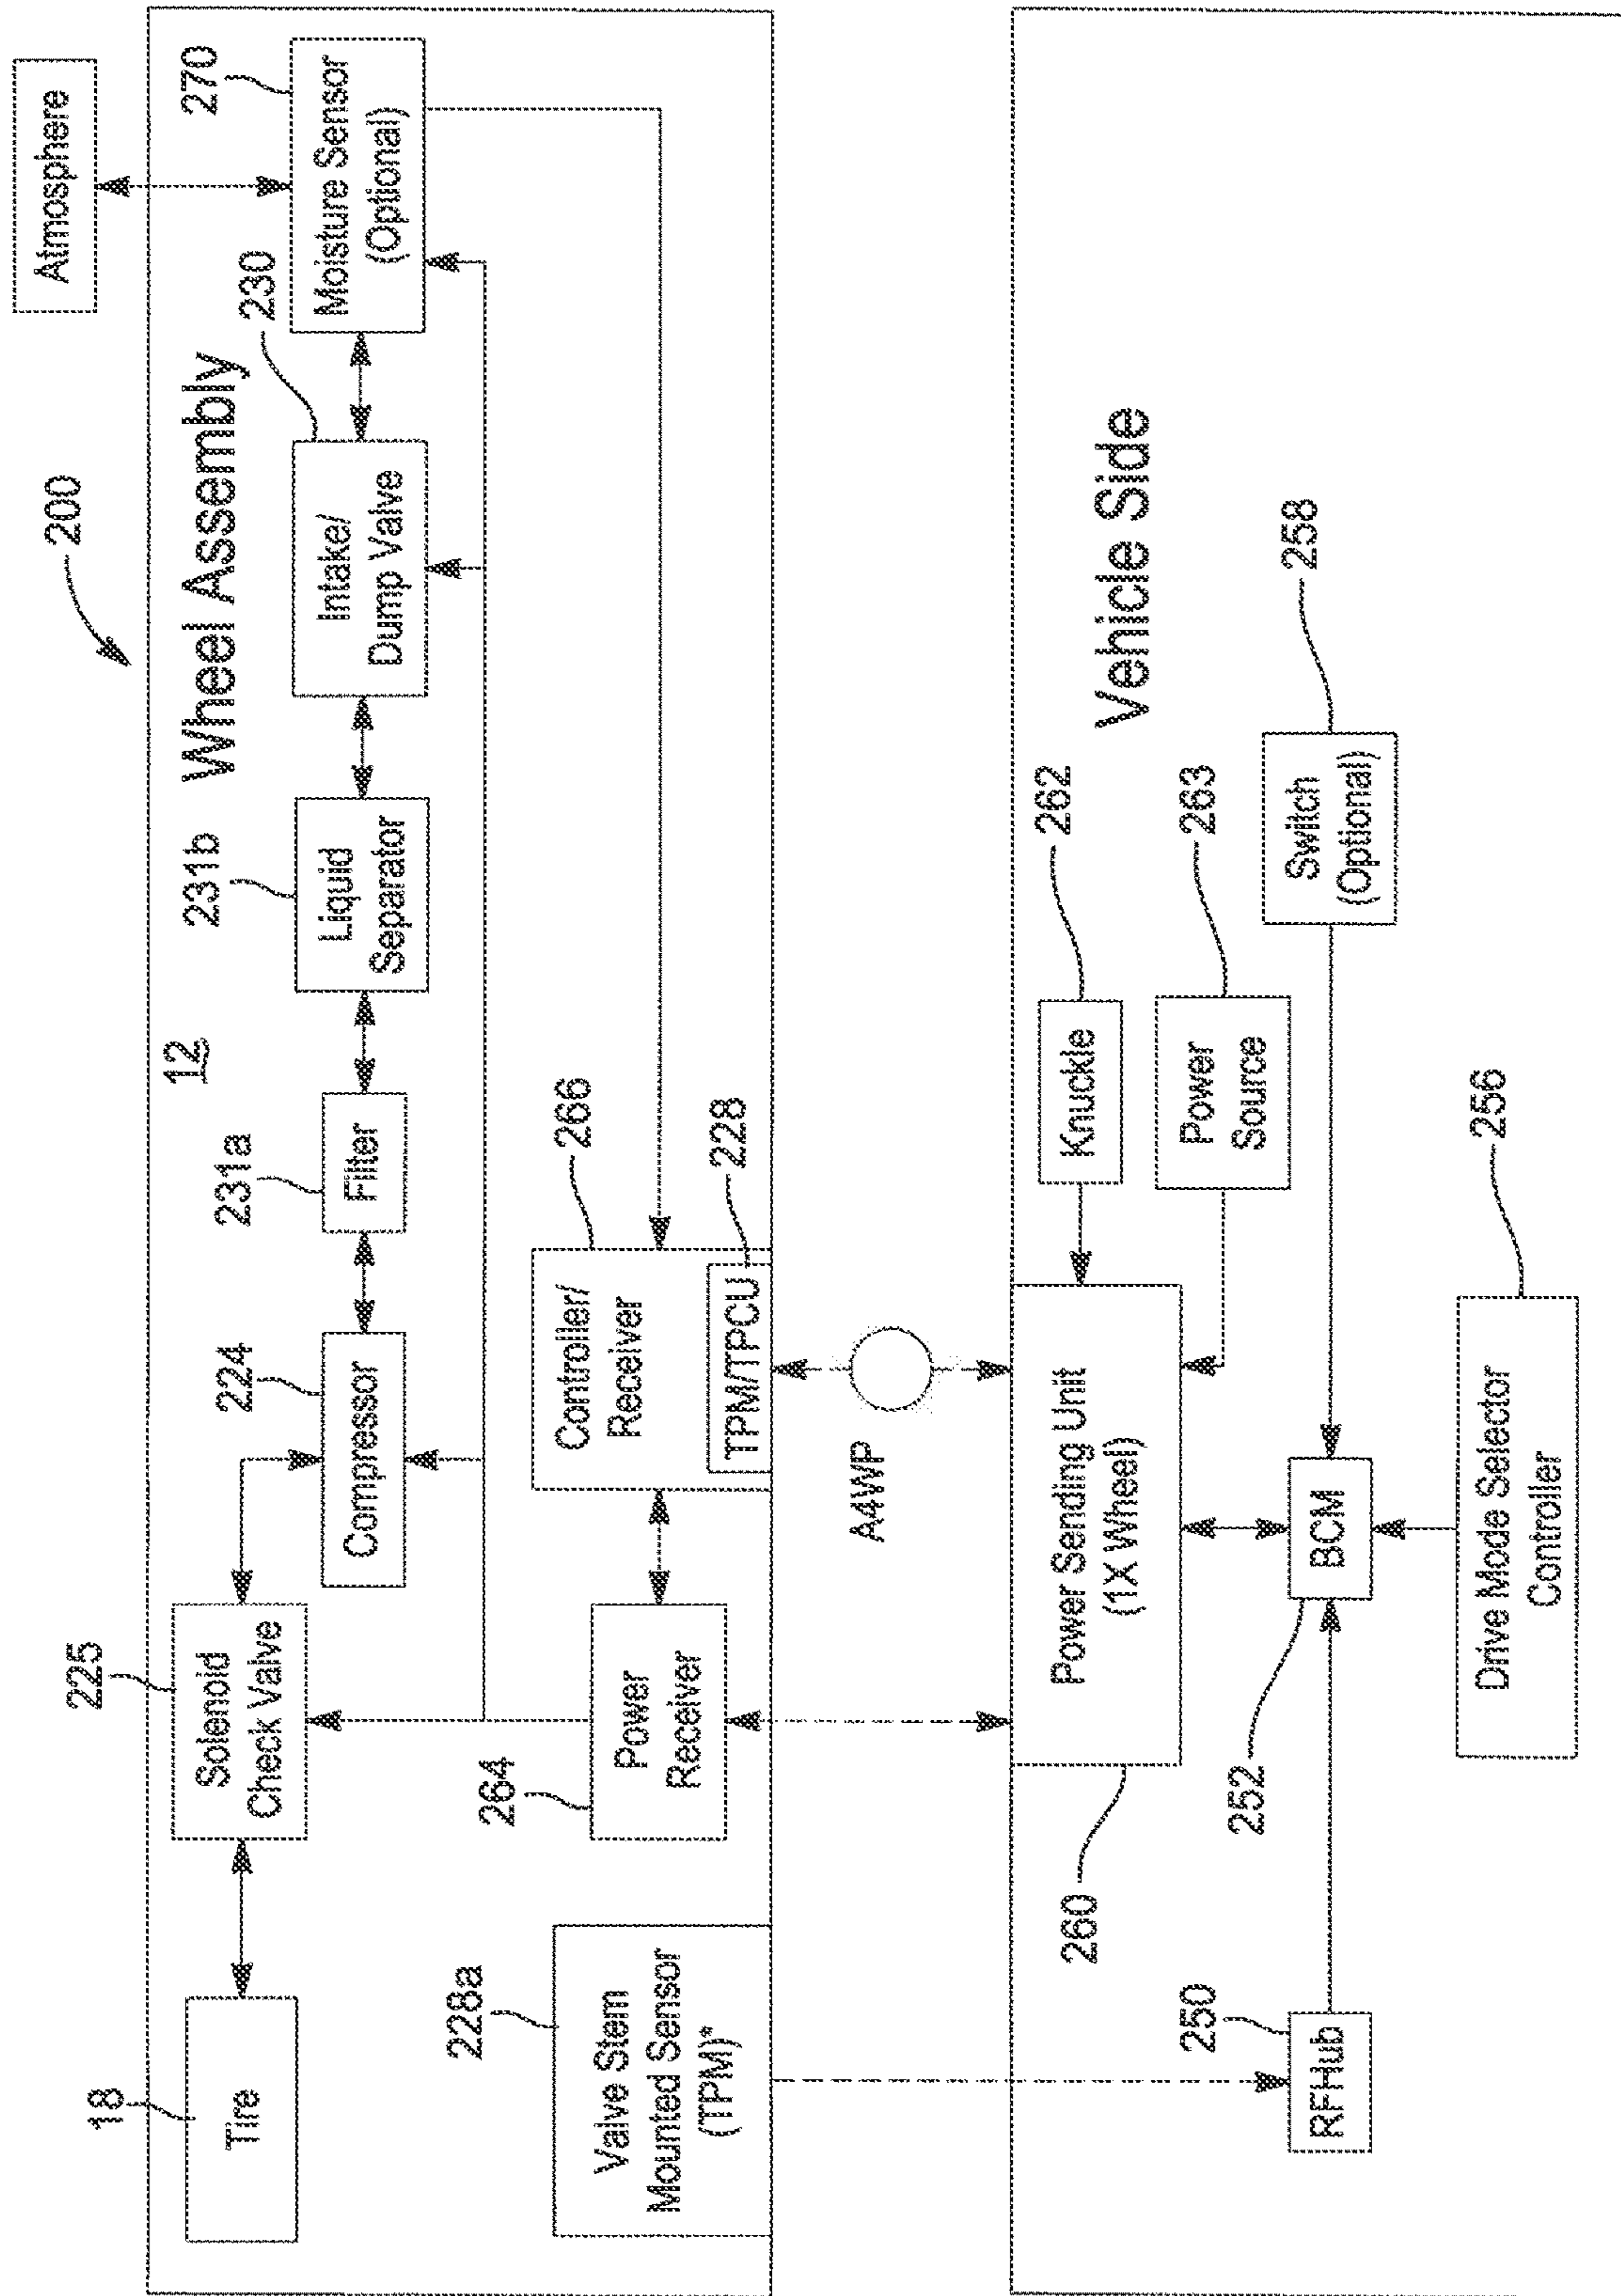 200
Atmosphere
Wheel Assembly
12
18
Tire
225
Solenoid
Check Valve
224
Compressor
231a
Filter
231b
Liquid
Separator
230
Intake/
Dump Valve
270
Moisture Sensor
(Optional)
228a
Valve Stem
Mounted Sensor
(TPM)*
264
Power
Receiver
266
Controller/
Receiver
228
TPM/TPCU
A4WP
Vehicle Side
260
Power Sending Unit
(1X Wheel)
262
Knuckle
263
Power
Source
258
Switch
(Optional)
250
RFHub
252
BCM
256
Drive Mode Selector
Controller